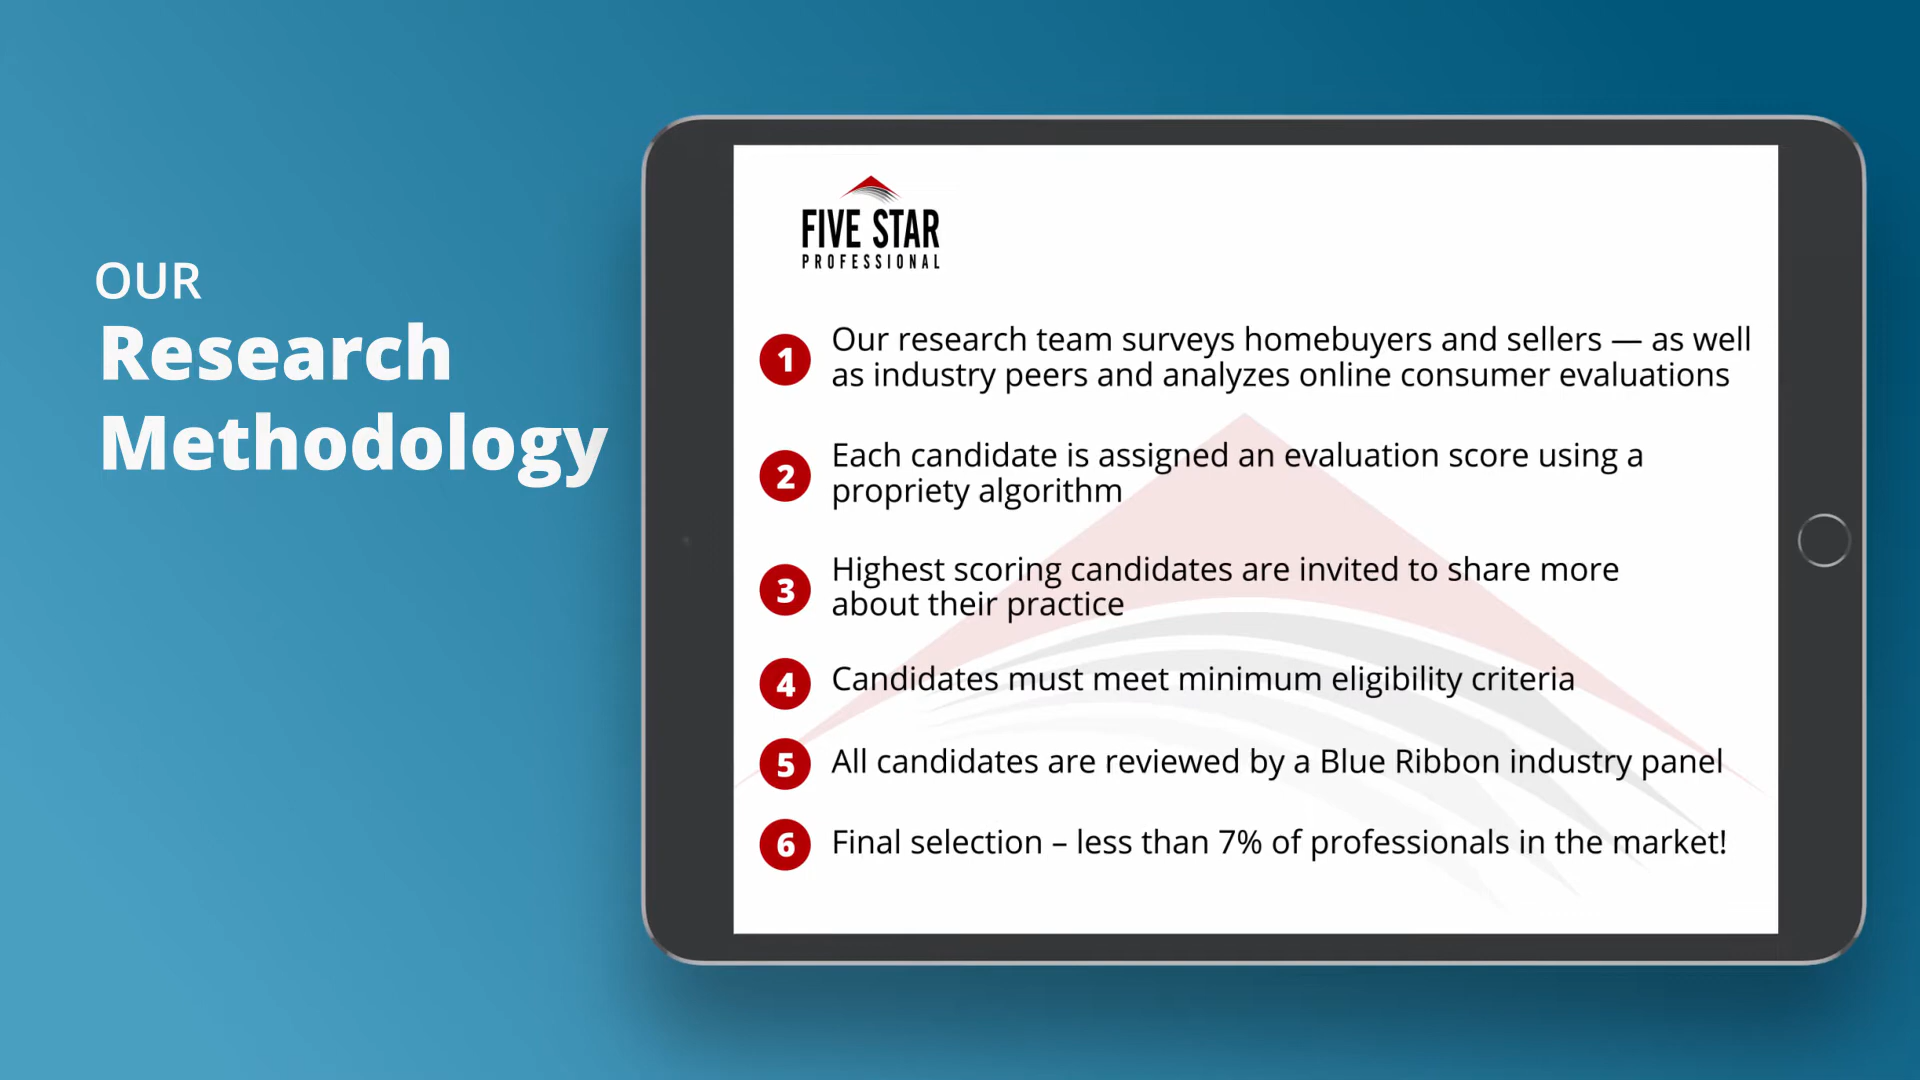 OUR
Research
Methodology
FIVE STAR
PROFESSIONAL
1 Our research team surveys homebuyers and sellers — as well
as industry peers and analyzes online consumer evaluations
2 Each candidate is assigned an evaluation score using a
propriety algorithm
3 Highest scoring candidates are invited to share more
about their practice
4 Candidates must meet minimum eligibility criteria
5 All candidates are reviewed by a Blue Ribbon industry panel
6 Final selection – less than 7% of professionals in the market!